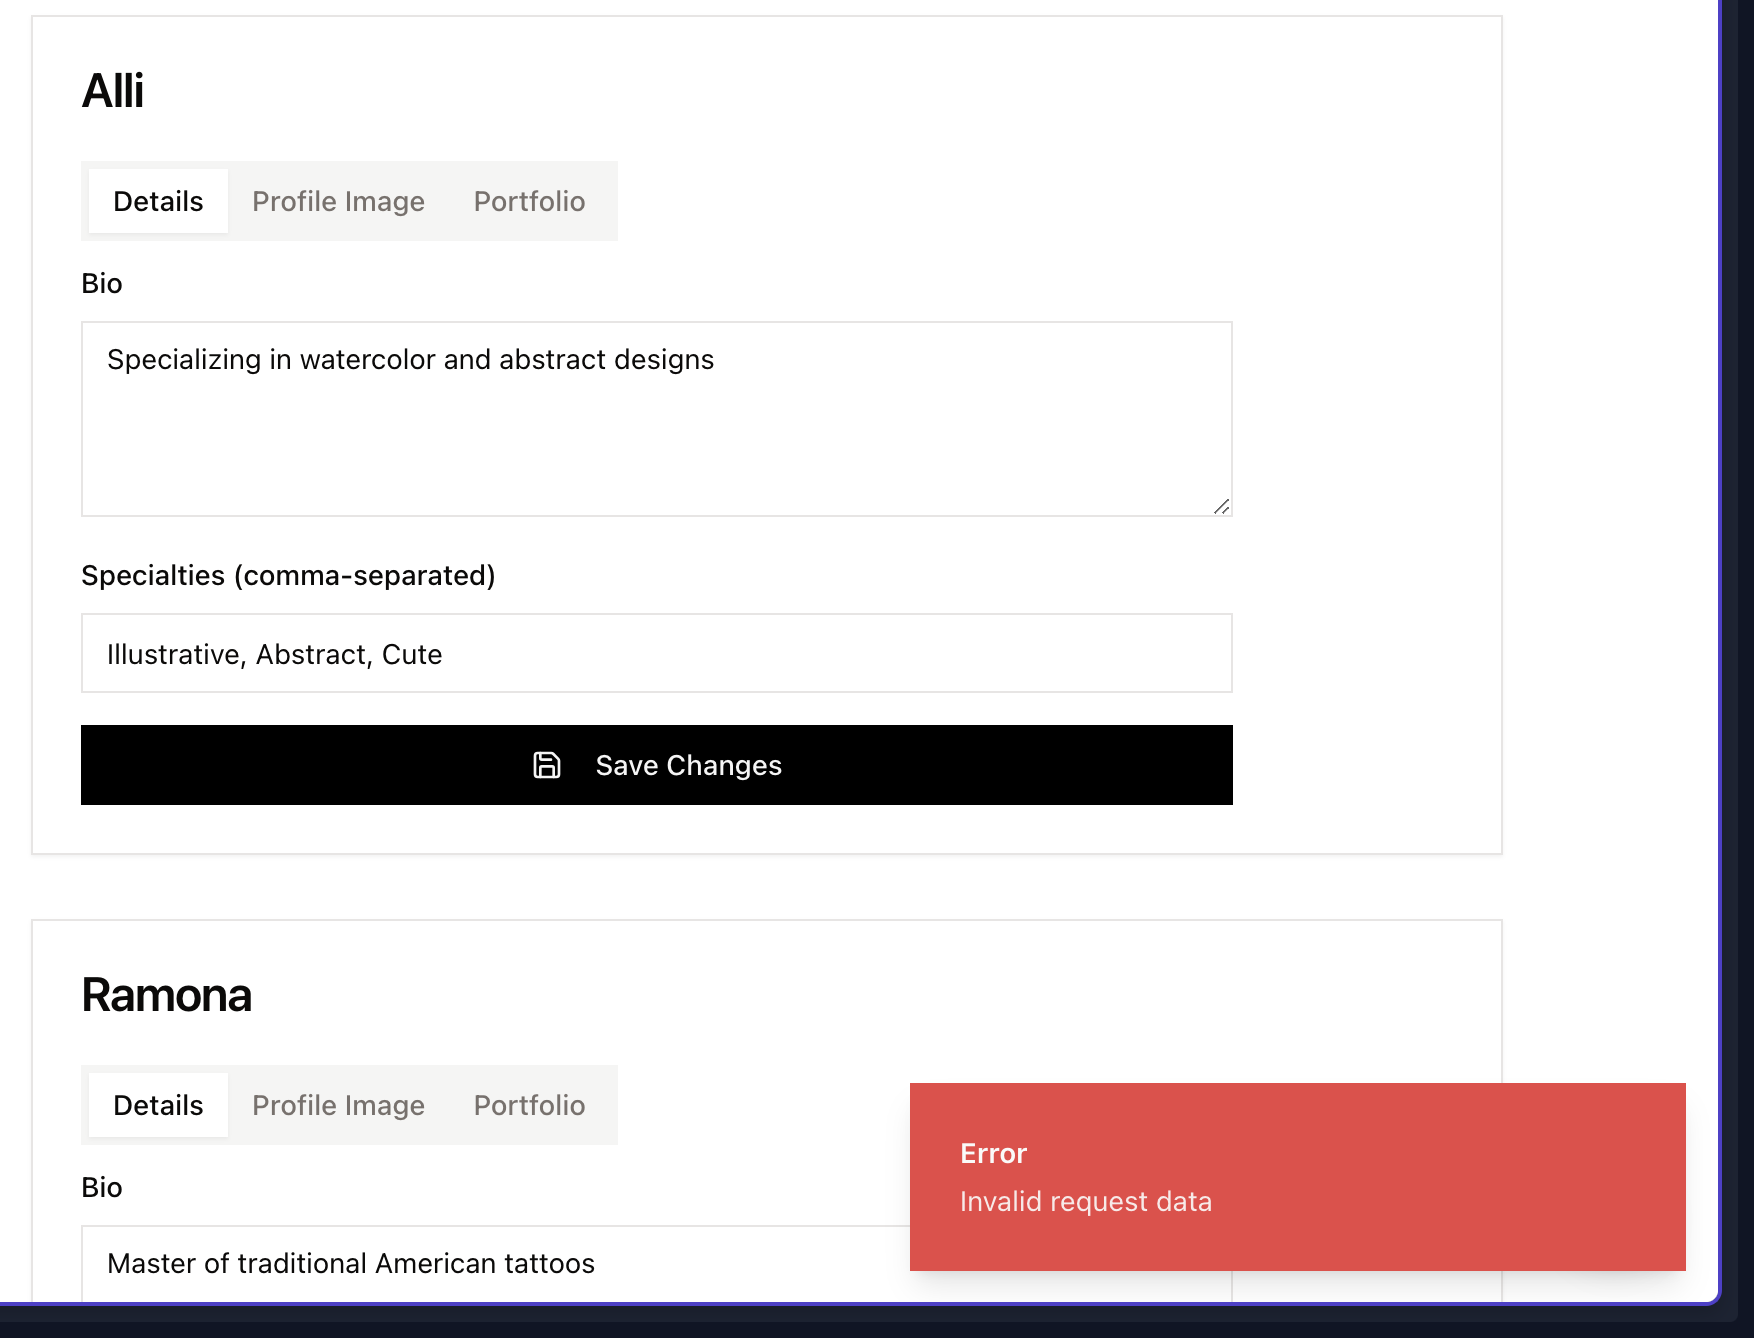 Alli
Details Profile Image Portfolio
Bio
Specializing in watercolor and abstract designs
Specialties (comma-separated)
Illustrative, Abstract, Cute
Save Changes
Ramona
Details Profile Image Portfolio
Bio
Master of traditional American tattoos
Error
Invalid request data